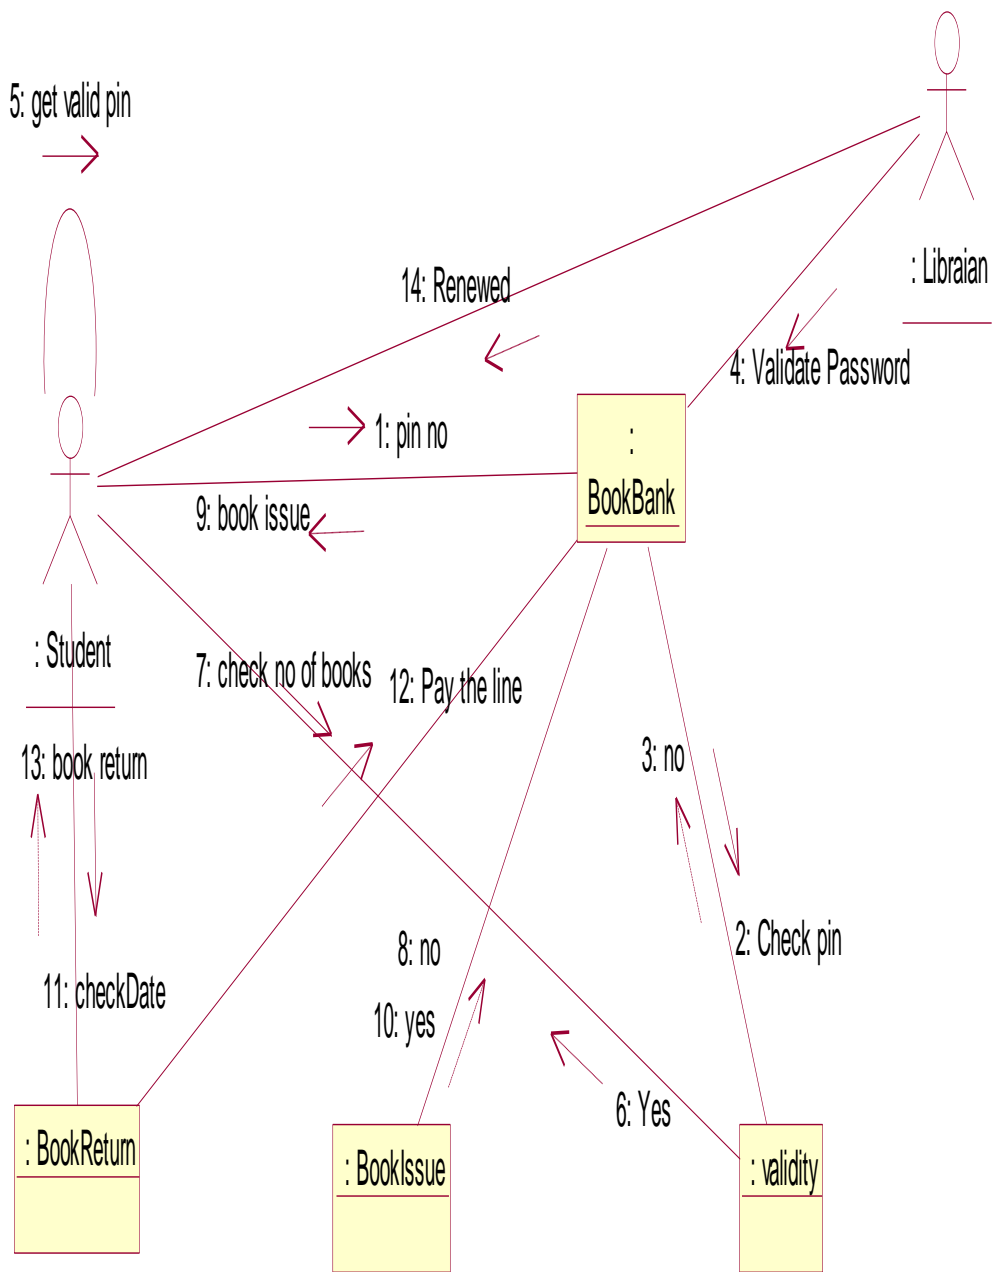 5: get valid pin
: Libraian
14: Renewed
4: Validate Password
1: pin no
:
BookBank
9: book issue
: Student
7: check no of books
12: Pay the line
13: book return
3: no
8: no
2: Check pin
11: checkDate
10: yes
6: Yes
: BookReturn
: BookIssue
: validity